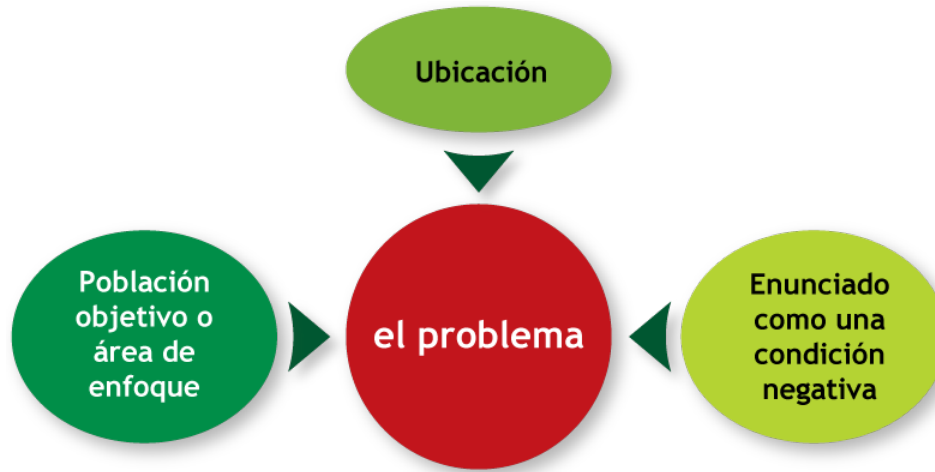 Ubicación
Población
objetivo o
área de
enfoque
el problema
Enunciado
como una
condición
negativa